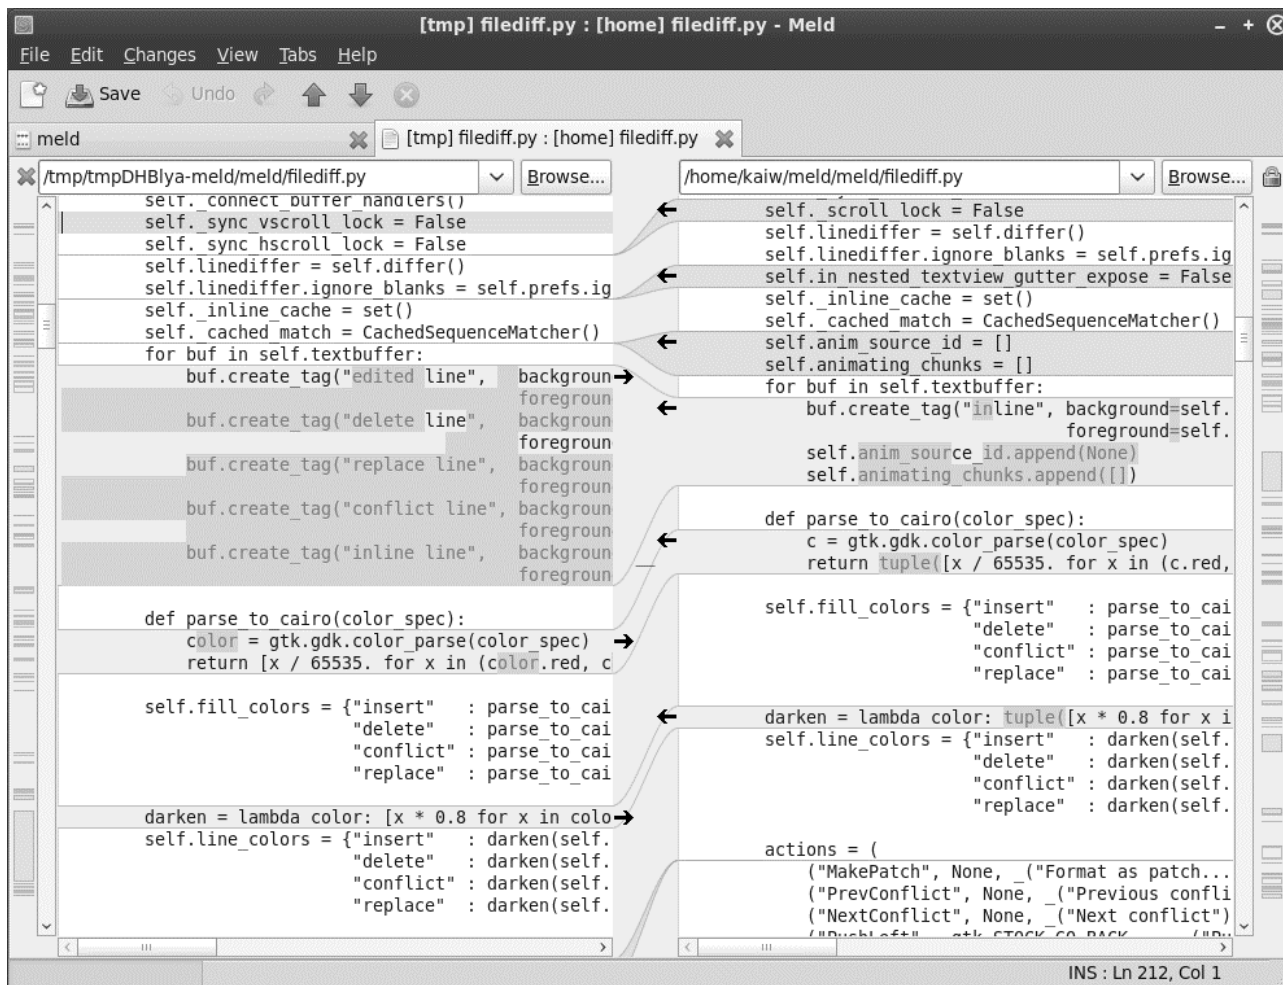 [tmp] filediff.py : [home] filediff.py - Meld
File Edit Changes View Tabs Help
Save Undo
meld
[tmp] filediff.py : [home] filediff.py
/tmp/tmpDHBlya-meld/meld/filediff.py
Browse...
self._connect_buffer_handlers()
self._sync_vscroll_lock = False
self._sync_hscroll_lock = False
self.linediffer = self.differ()
self.linediffer.ignore_blanks = self.prefs.ig
self._inline_cache = set()
self._cached_match = CachedSequenceMatcher()
for buf in self.textbuffer:
buf.create_tag("edited line", backgroun
foregroun
buf.create_tag("delete line", backgroun
foregroun
buf.create_tag("replace line", backgroun
foregroun
buf.create_tag("conflict line", backgroun
foregroun
buf.create_tag("inline line", backgroun
foregroun
def parse_to_cairo(color_spec):
color = gtk.gdk.color_parse(color_spec)
return [x / 65535. for x in (color.red, c
self.fill_colors = {"insert" : parse_to_cai
"delete" : parse_to_cai
"conflict" : parse_to_cai
"replace" : parse_to_cai
darken = lambda color: [x * 0.8 for x in colo
self.line_colors = {"insert" : darken(self.
"delete" : darken(self.
"conflict" : darken(self.
"replace" : darken(self.
/home/kaiw/meld/meld/filediff.py
Browse...
self._scroll_lock = False
self.linediffer = self.differ()
self.linediffer.ignore_blanks = self.prefs.ig
self.in_nested_textview_gutter_expose = False
self._inline_cache = set()
self._cached_match = CachedSequenceMatcher()
self.anim_source_id = []
self.animating_chunks = []
for buf in self.textbuffer:
buf.create_tag("inline", background=self.
foreground=self.
self.anim_source_id.append(None)
self.animating_chunks.append([])
def parse_to_cairo(color_spec):
c = gtk.gdk.color_parse(color_spec)
return tuple([x / 65535. for x in (c.red,
self.fill_colors = {"insert" : parse_to_cai
"delete" : parse_to_cai
"conflict" : parse_to_cai
"replace" : parse_to_cai
darken = lambda color: tuple([x * 0.8 for x i
self.line_colors = {"insert" : darken(self.
"delete" : darken(self.
"conflict" : darken(self.
"replace" : darken(self.
actions = (
("MakePatch", None, _("Format as patch...
("PrevConflict", None, _("Previous confli
("NextConflict", None, _("Next conflict")
INS : Ln 212, Col 1